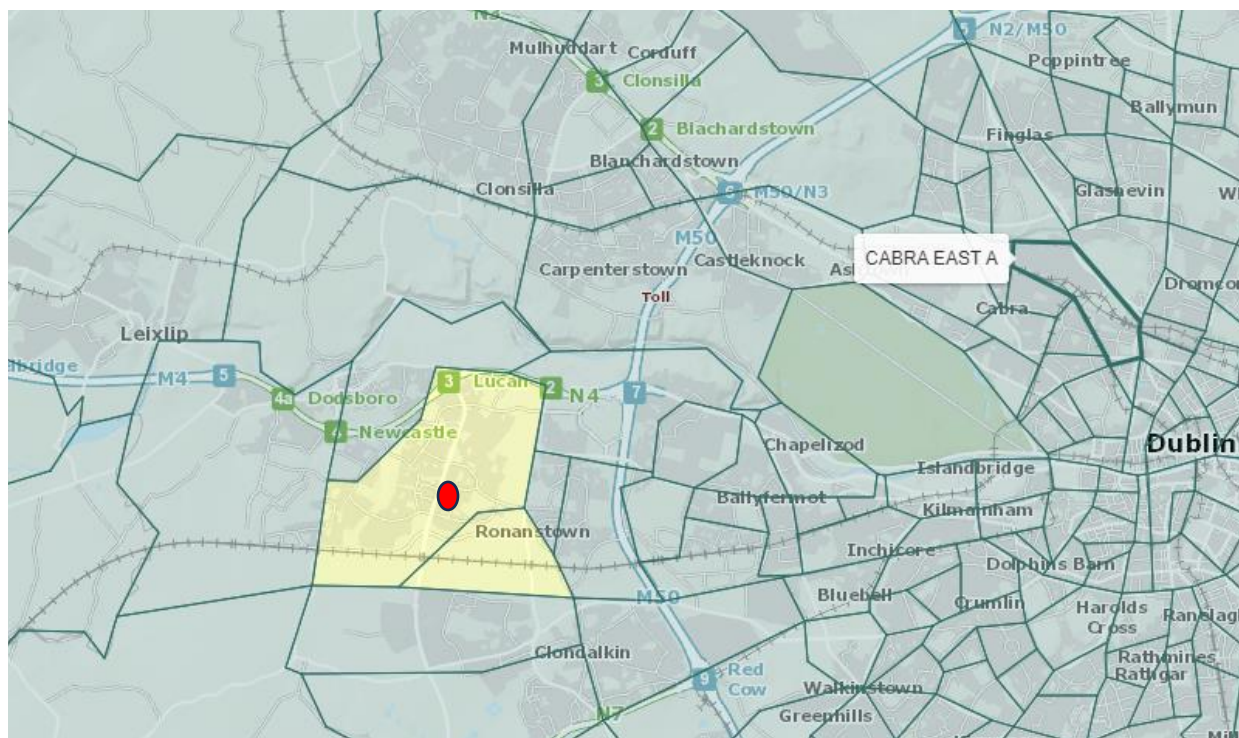 N3
Mulhuddart
Corduff
6
N2/M50
Poppintree
3
Clonsilla
Ballymun
2
Blachardstown
Finglas
Blanchardstown
Clonsilla
6
M50/N3
Glasnevin
M50
CABRA EAST A
Carpenterstown
Castleknock
Toll
Cabra
Leixlip
M4
5
4a
Dodsboro
3
Lucan
2
N4
7
4
Newcastle
Chapelizod
Dublin
Islandbridge
Ballyfermot
Kilmainham
Ronanstown
Inchicore
Dolphins Barn
M50
Bluebell
Crumlin
Harolds
Cross
Clondalkin
9
Red
Cow
Rathmines
Rathgar
Walkinstown
Greenhills
N7